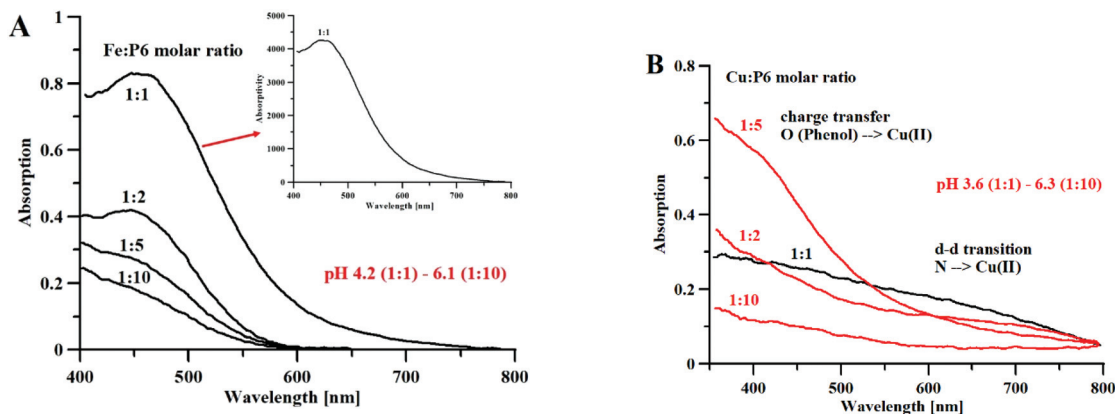 A
Fe:P6 molar ratio
1:1
1:2
1:5
1:10
pH 4.2 (1:1) - 6.1 (1:10)
Absorption
1
0.8
0.6
0.4
0.2
0
400 500 600 700 800
Wavelength [nm]
1:1
Absorptivity
5000
4000
3000
2000
1000
0
400 500 600 700 800
Wavelength [nm]
B
Cu:P6 molar ratio
charge transfer
O (Phenol) --> Cu(II)
1:5
pH 3.6 (1:1) - 6.3 (1:10)
1:2
1:1
d-d transition
N --> Cu(II)
1:10
Absorption
0.8
0.6
0.4
0.2
0.0
400 500 600 700 800
Wavelength [nm]